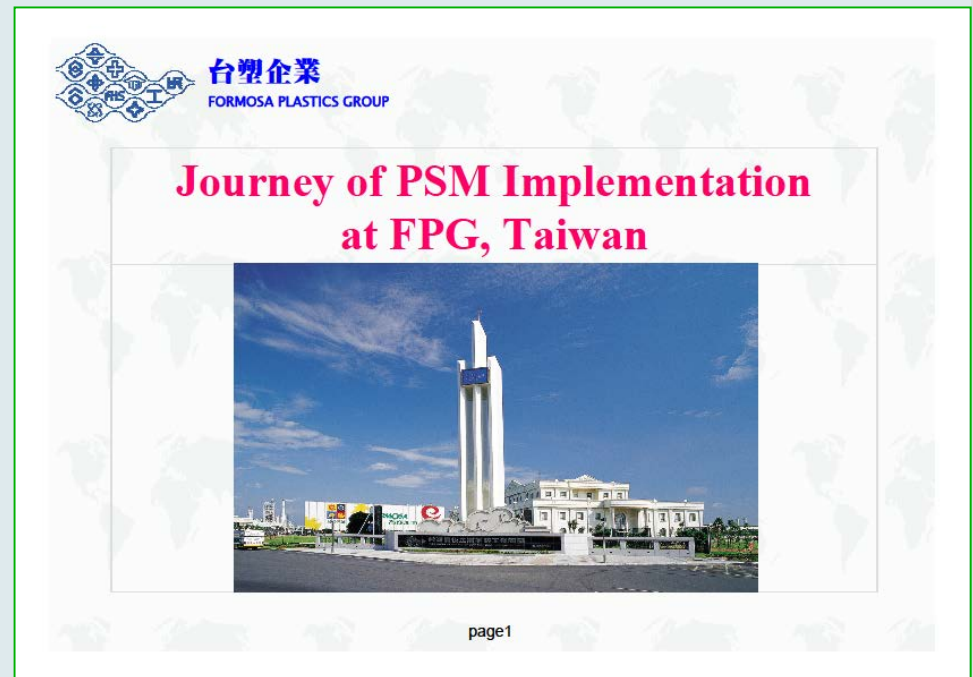 台塑企業
FORMOSA PLASTICS GROUP
Journey of PSM Implementation
at FPG, Taiwan
page1